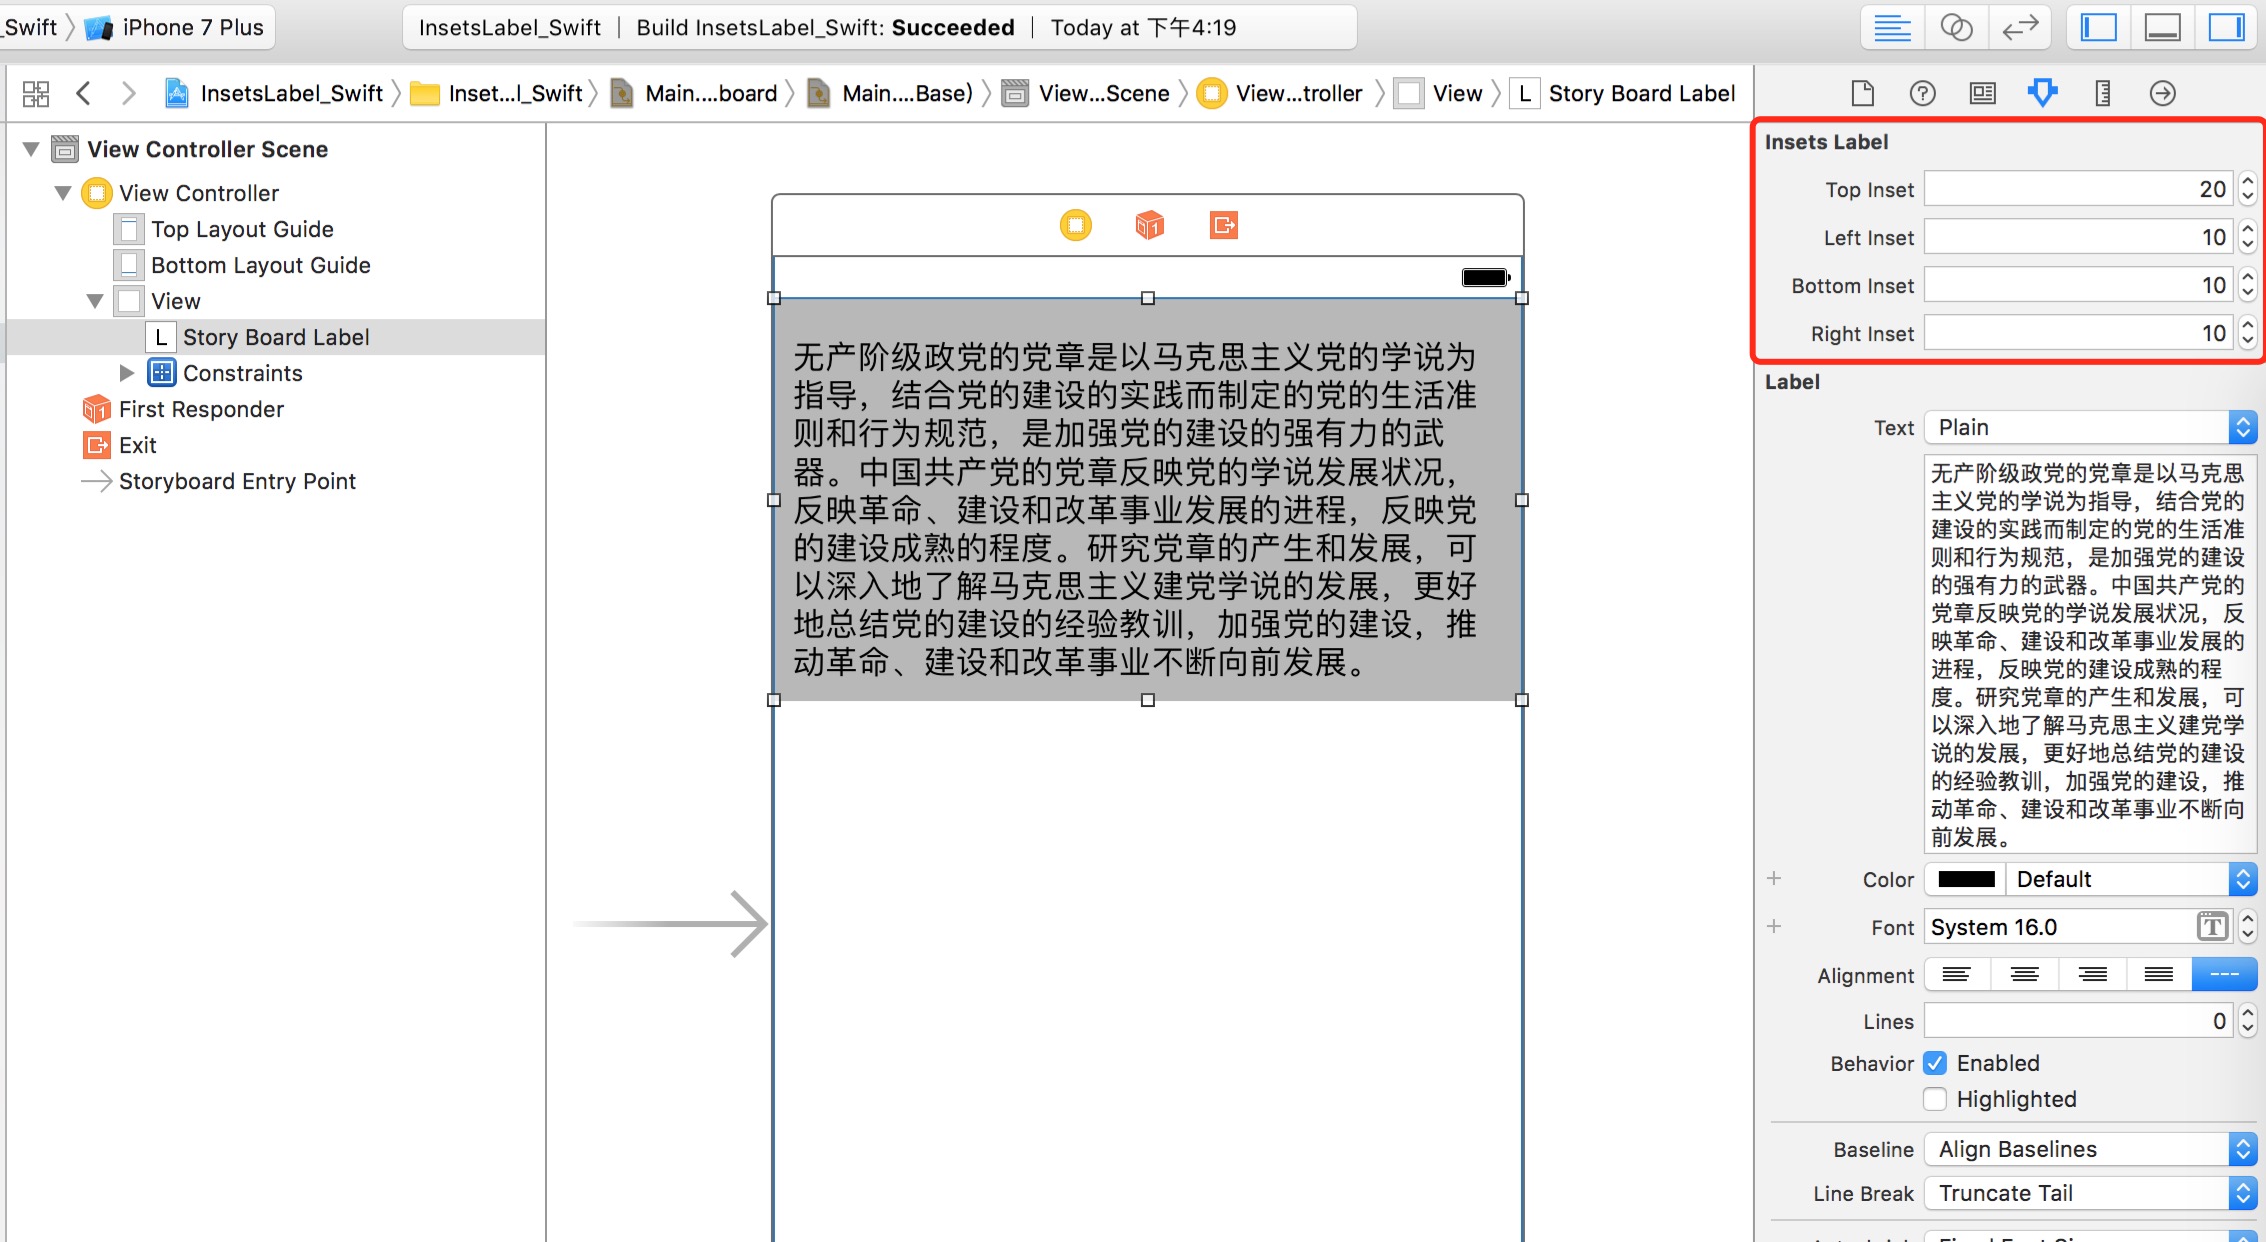 _Swift
iPhone 7 Plus
InsetsLabel_Swift | Build InsetsLabel_Swift: Succeeded | Today at 下午4:19
InsetsLabel_Swift
Inset...l_Swift
Main....board
Main....Base)
View...Scene
View...troller
View
L Story Board Label
View Controller Scene
View Controller
Top Layout Guide
Bottom Layout Guide
View
L Story Board Label
Constraints
First Responder
Exit
Storyboard Entry Point
无产阶级政党的党章是以马克思主义党的学说为
指导，结合党的建设的实践而制定的党的生活准
则和行为规范，是加强党的建设的强有力的武
器。中国共产党的党章反映党的学说发展状况，
反映革命、建设和改革事业发展的进程，反映党
的建设成熟的程度。研究党章的产生和发展，可
以深入地了解马克思主义建党学说的发展，更好
地总结党的建设的经验教训，加强党的建设，推
动革命、建设和改革事业不断向前发展。
Insets Label
Top Inset 20
Left Inset 10
Bottom Inset 10
Right Inset 10
Label
Text Plain
无产阶级政党的党章是以马克思
主义党的学说为指导，结合党的
建设的实践而制定的党的生活准
则和行为规范，是加强党的建设
的强有力的武器。中国共产党的
党章反映党的学说发展状况，反
映革命、建设和改革事业发展的
进程，反映党的建设成熟的程
度。研究党章的产生和发展，可
以深入地了解马克思主义建党学
说的发展，更好地总结党的建设
的经验教训，加强党的建设，推
动革命、建设和改革事业不断向
前发展。
Color Default
Font System 16.0 T
Alignment
Lines 0
Behavior Enabled
Highlighted
Baseline Align Baselines
Line Break Truncate Tail